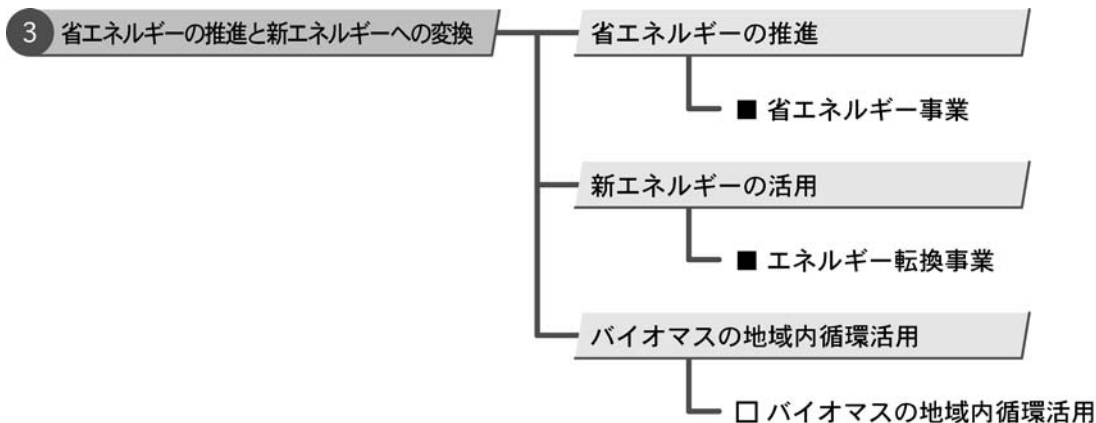 3 省エネルギーの推進と新エネルギーへの変換
省エネルギーの推進
■ 省エネルギー事業
新エネルギーの活用
■ エネルギー転換事業
バイオマスの地域内循環活用
□ バイオマスの地域内循環活用